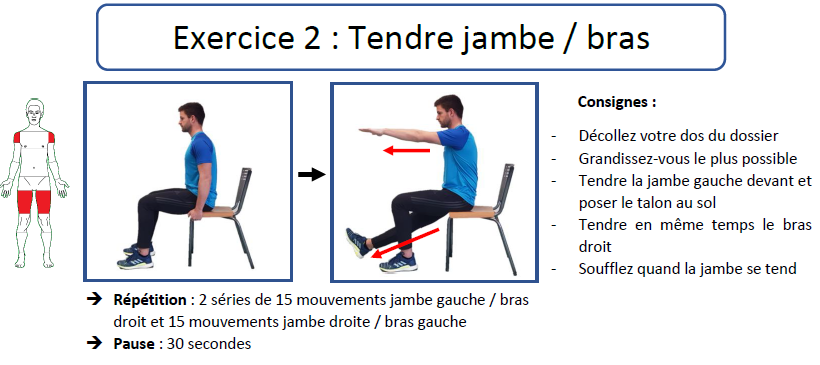 Exercice 2 : Tendre jambe / bras
Consignes :
- Décollez votre dos du dossier
- Grandissez-vous le plus possible
- Tendre la jambe gauche devant et
poser le talon au sol
- Tendre en même temps le bras
droit
- Soufflez quand la jambe se tend
➔ Répétition : 2 séries de 15 mouvements jambe gauche / bras
droit et 15 mouvements jambe droite / bras gauche
➔ Pause : 30 secondes